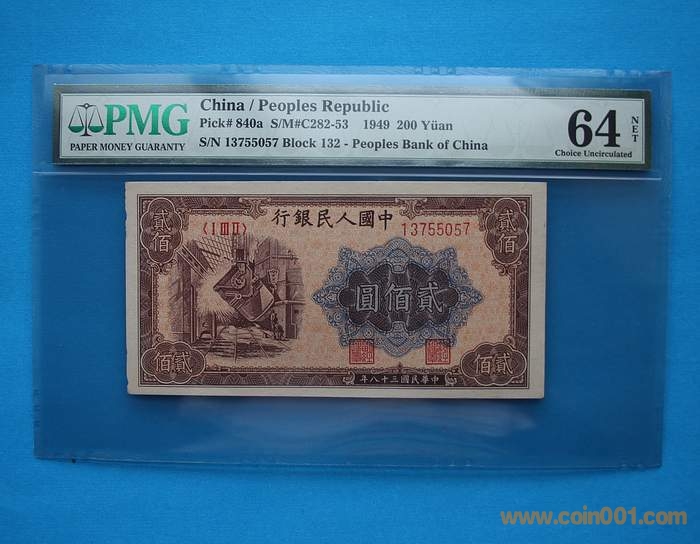 PMG
PAPER MONEY GUARANTY
China / Peoples Republic
Pick# 840a S/M#C282-53 1949 200 Yüan
S/N 13755057 Block 132 - Peoples Bank of China
64 NET
Choice Uncirculated
行銀民人國中
〈I III II〉 13755057
貳佰
貳佰
圓佰貳
佰貳
佰貳
年八十三國民華中
www.coin001.com